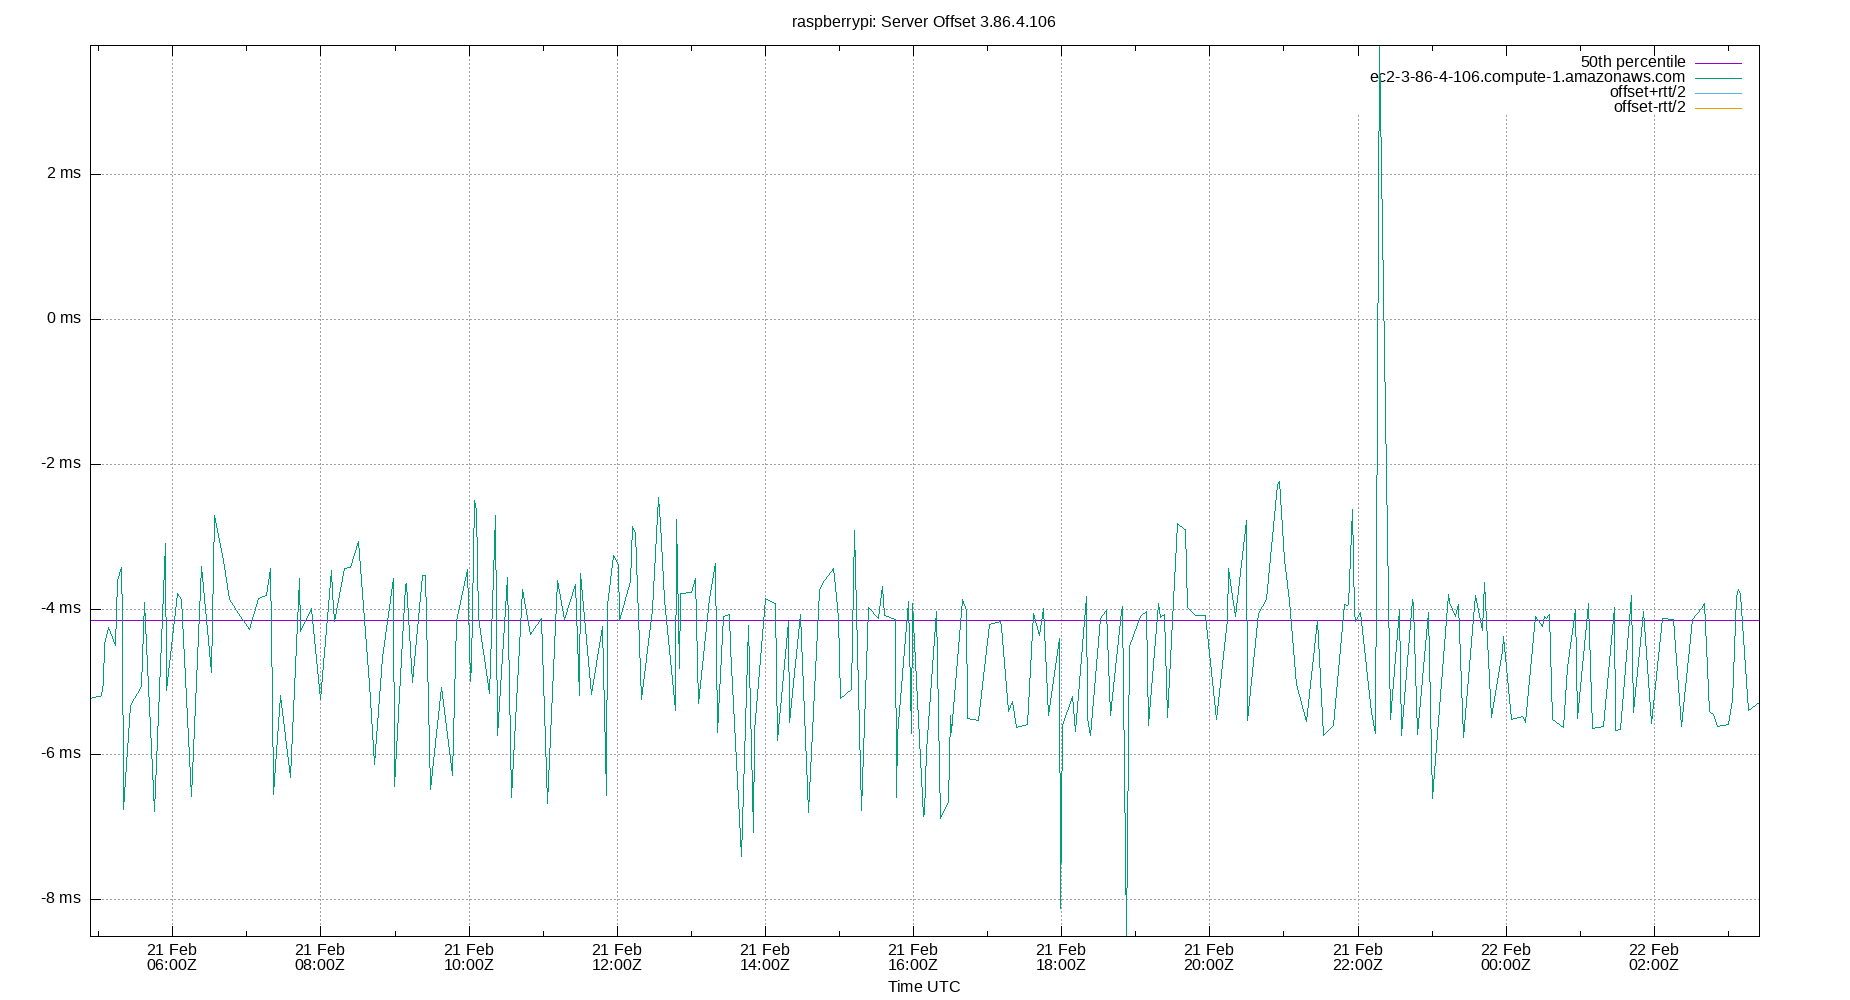 raspberrypi: Server Offset 3.86.4.106
50th percentile
ec2-3-86-4-106.compute-1.amazonaws.com
offset+rtt/2
offset-rtt/2
2 ms
0 ms
-2 ms
-4 ms
-6 ms
-8 ms
21 Feb 21 Feb 21 Feb 21 Feb 21 Feb 21 Feb 21 Feb 21 Feb 21 Feb 22 Feb 22 Feb
06:00Z 08:00Z 10:00Z 12:00Z 14:00Z 16:00Z 18:00Z 20:00Z 22:00Z 00:00Z 02:00Z
Time UTC